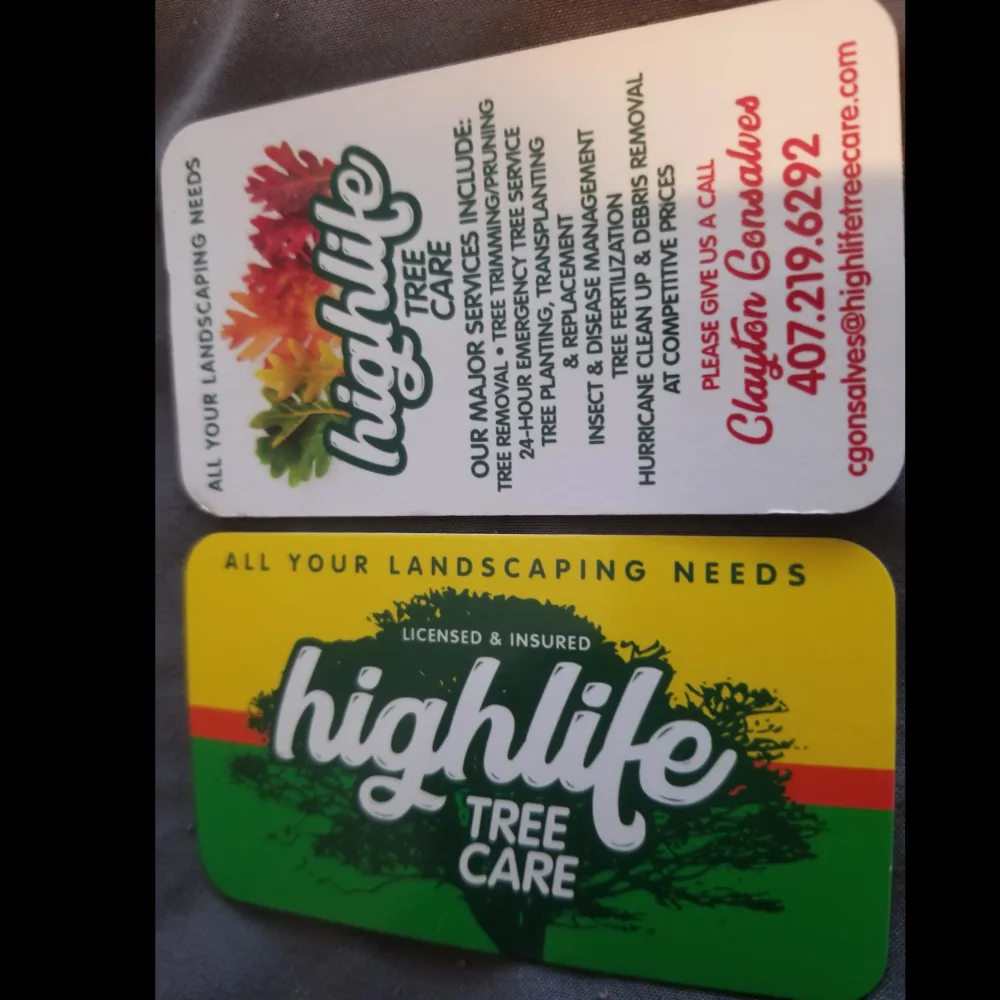 ALL YOUR LANDSCAPING NEEDS
highlife
TREE
CARE
OUR MAJOR SERVICES INCLUDE:
TREE REMOVAL • TREE TRIMMING/PRUNING
24-HOUR EMERGENCY TREE SERVICE
TREE PLANTING, TRANSPLANTING
& REPLACEMENT
INSECT & DISEASE MANAGEMENT
TREE FERTILIZATION
HURRICANE CLEAN UP & DEBRIS REMOVAL
AT COMPETITIVE PRICES
PLEASE GIVE US A CALL
Clayton Gonsalves
407.219.6292
cgonsalves@highlifetreecare.com
ALL YOUR LANDSCAPING NEEDS
LICENSED & INSURED
highlife
TREE
CARE